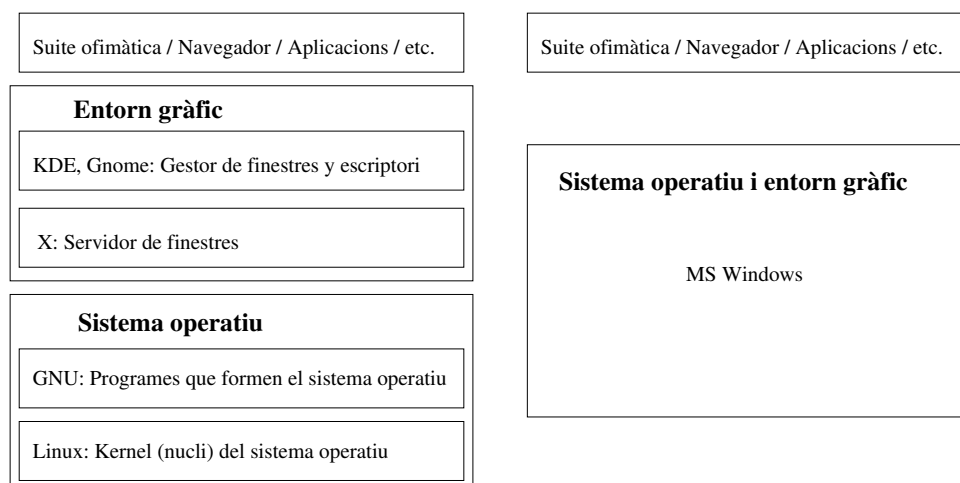 Suite ofimàtica / Navegador / Aplicacions / etc.
Entorn gràfic
KDE, Gnome: Gestor de finestres y escriptori
X: Servidor de finestres
Sistema operatiu
GNU: Programes que formen el sistema operatiu
Linux: Kernel (nucli) del sistema operatiu
Suite ofimàtica / Navegador / Aplicacions / etc.
Sistema operatiu i entorn gràfic
MS Windows